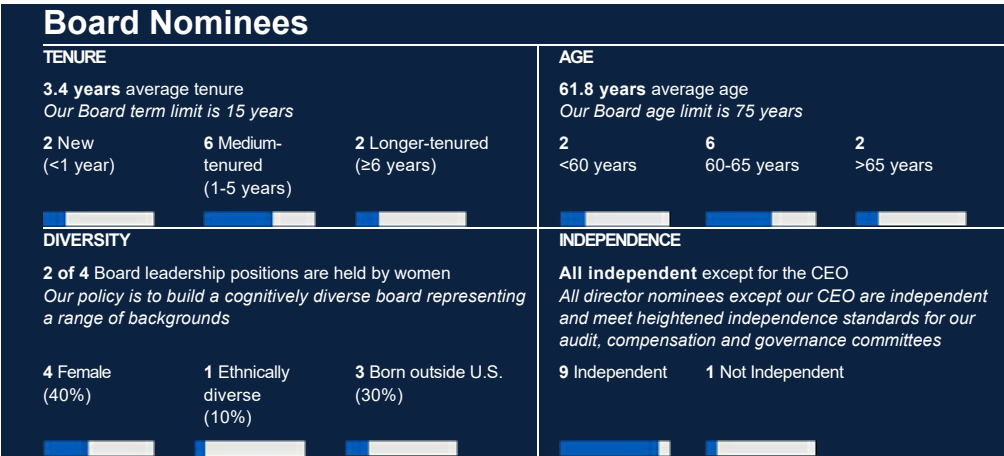 Board Nominees
TENURE
3.4 years average tenure
Our Board term limit is 15 years
2 New
(<1 year)
6 Medium-
tenured
(1-5 years)
2 Longer-tenured
(≥6 years)
AGE
61.8 years average age
Our Board age limit is 75 years
2
<60 years
6
60-65 years
2
>65 years
DIVERSITY
2 of 4 Board leadership positions are held by women
Our policy is to build a cognitively diverse board representing
a range of backgrounds
4 Female
(40%)
1 Ethnically
diverse
(10%)
3 Born outside U.S.
(30%)
INDEPENDENCE
All independent except for the CEO
All director nominees except our CEO are independent
and meet heightened independence standards for our
audit, compensation and governance committees
9 Independent
1 Not Independent